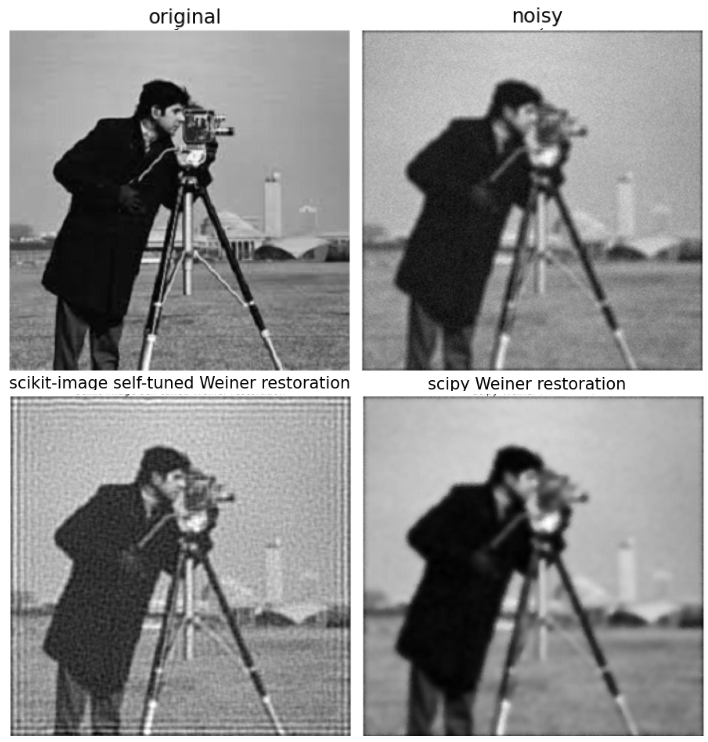 original
noisy
scikit-image self-tuned Weiner restoration
scipy Weiner restoration